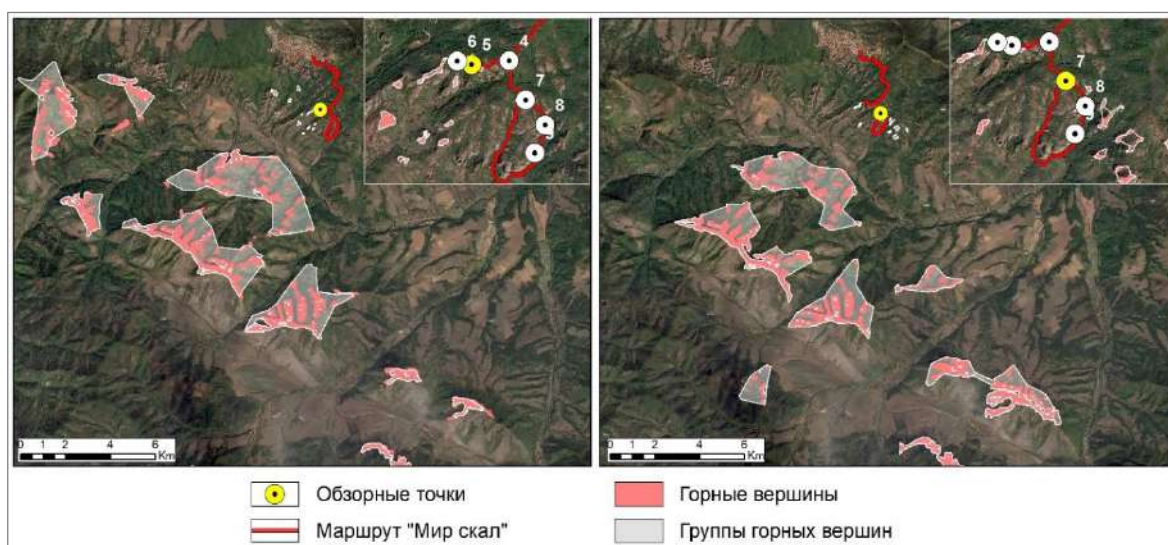 6 5 4
7
8
7
8
0 1 2 4 6
Km
0 1 2 4 6
Km
Обзорные точки
Маршрут "Мир скал"
Горные вершины
Группы горных вершин